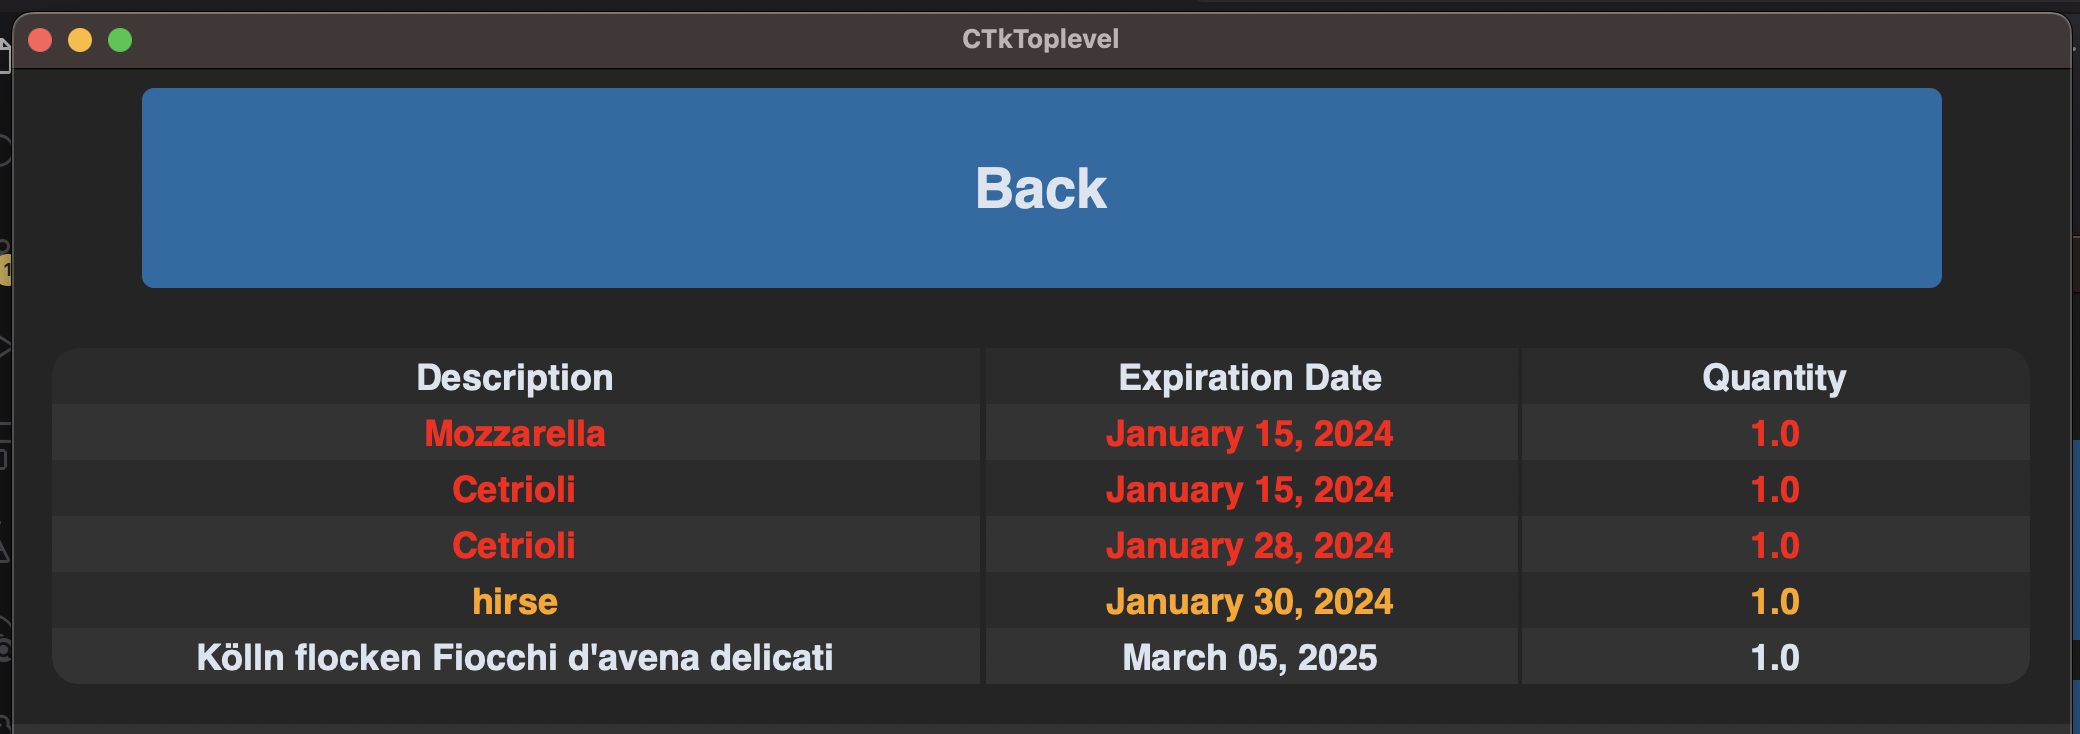 CTkToplevel
Back
Description Expiration Date Quantity
Mozzarella January 15, 2024 1.0
Cetrioli January 15, 2024 1.0
Cetrioli January 28, 2024 1.0
hirse January 30, 2024 1.0
Kölln flocken Fiocchi d'avena delicati March 05, 2025 1.0